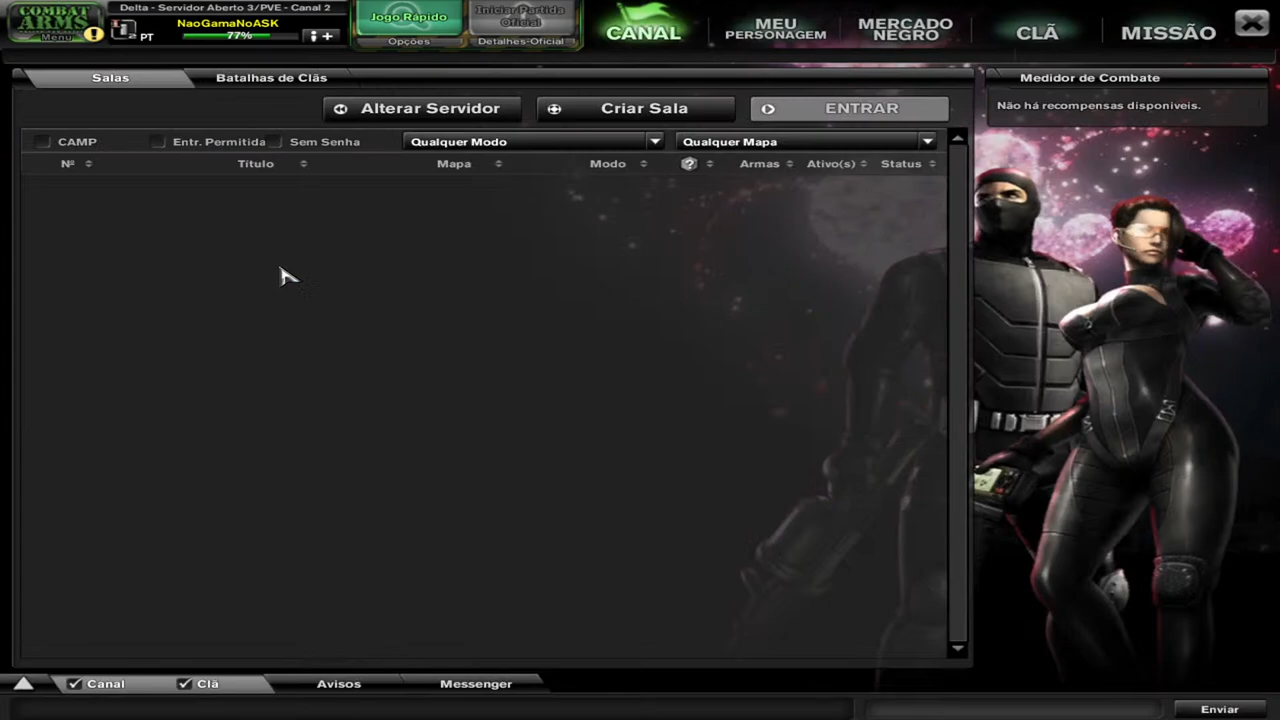 COMBAT ARMS
Menu
PT
Delta - Servidor Aberto 3/PVE - Canal 2
NaoGamaNoASK
77%
Jogo Rápido
Opções
Iniciar Partida Oficial
Detalhes-Oficial
CANAL
MEU PERSONAGEM
MERCADO NEGRO
CLÃ
MISSÃO
Salas
Batalhas de Clãs
Medidor de Combate
Alterar Servidor
Criar Sala
ENTRAR
Não há recompensas disponiveis.
CAMP
Entr. Permitida
Sem Senha
Qualquer Modo
Qualquer Mapa
Nº
Título
Mapa
Modo
?
Armas
Ativo(s)
Status
Canal
Clã
Avisos
Messenger
Enviar